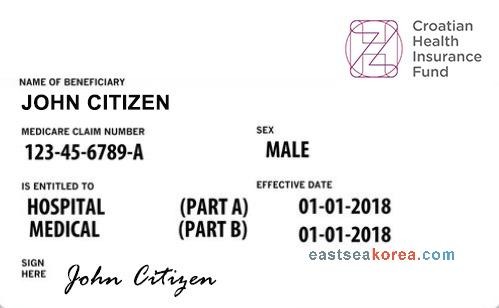 Croatian
Health
Insurance
Fund
NAME OF BENEFICIARY
JOHN CITIZEN
MEDICARE CLAIM NUMBER SEX
123-45-6789-A MALE
IS ENTITLED TO EFFECTIVE DATE
HOSPITAL (PART A) 01-01-2018
MEDICAL (PART B) 01-01-2018
eastseakorea.com
SIGN
HERE John Citizen